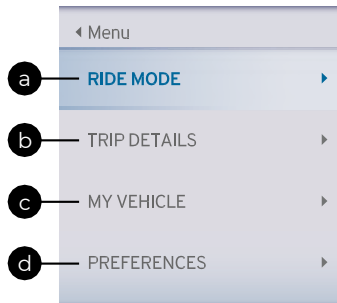 Menu
a RIDE MODE
b TRIP DETAILS
c MY VEHICLE
d PREFERENCES